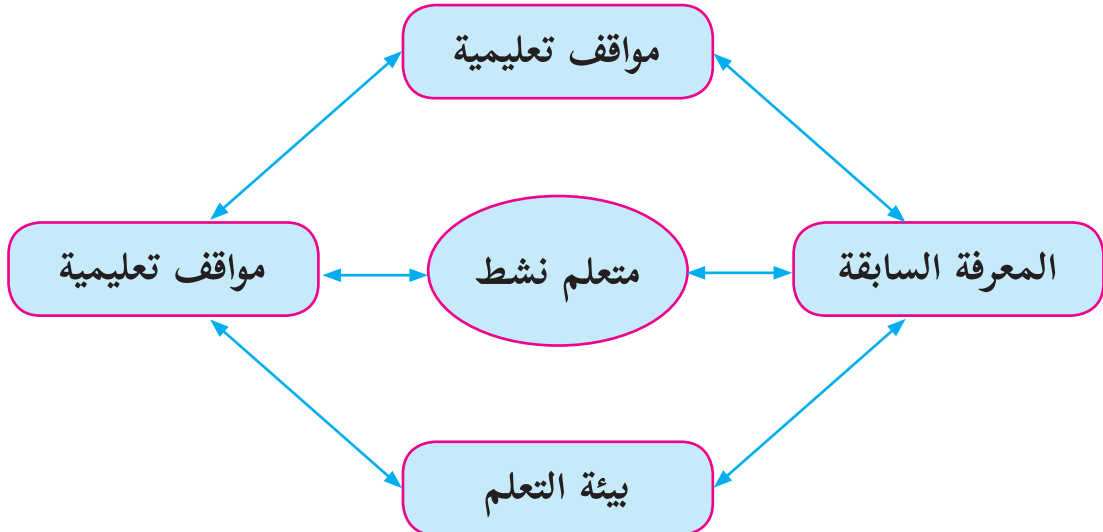 مواقف تعليمية
المعرفة السابقة
متعلم نشط
مواقف تعليمية
بيئة التعلم